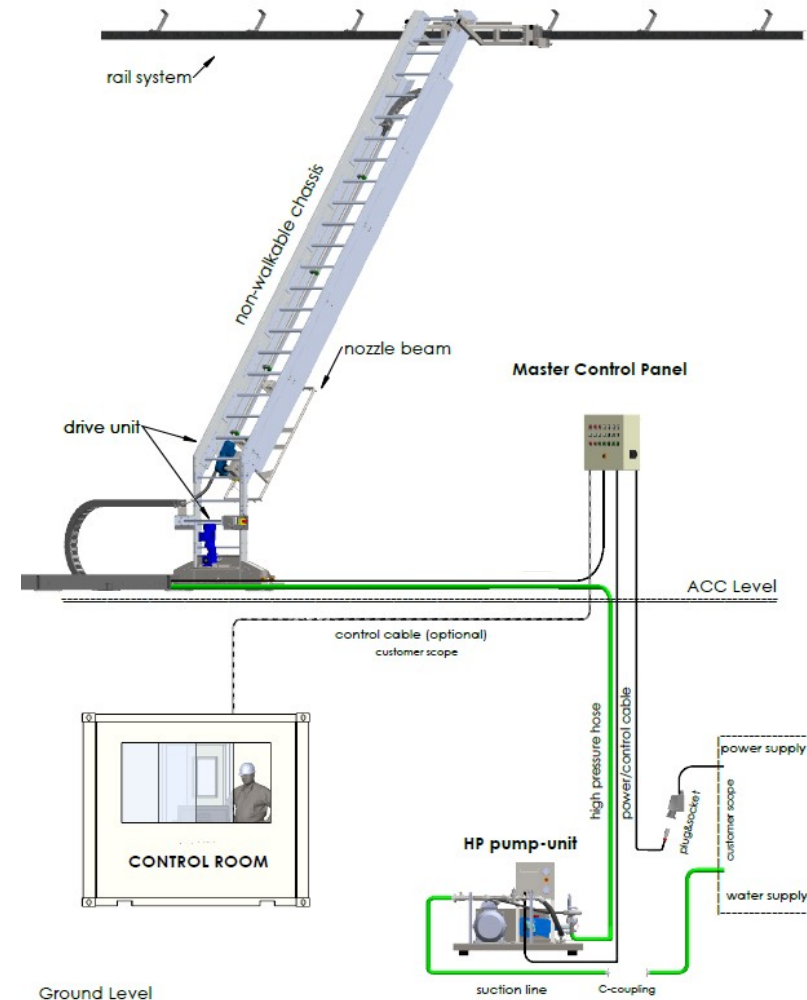 rail system
non-walkable chassis
nozzle beam
Master Control Panel
drive unit
ACC Level
control cable (optional)
customer scope
high pressure hose
power/control cable
power supply
plug&socket
customer scope
CONTROL ROOM
HP pump-unit
water supply
suction line
C-coupling
Ground Level